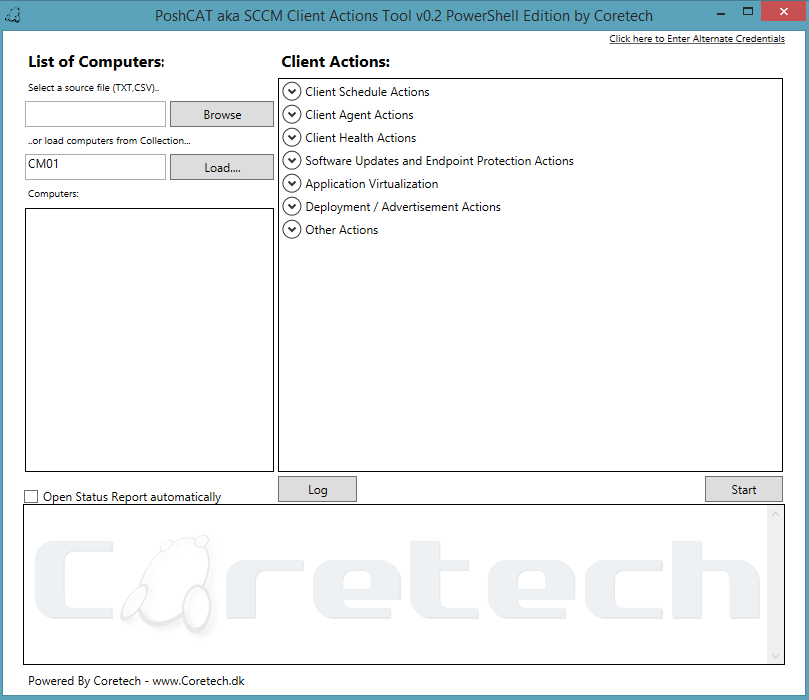 PoshCAT aka SCCM Client Actions Tool v0.2 PowerShell Edition by Coretech
Click here to Enter Alternate Credentials
List of Computers:
Client Actions:
Select a source file (TXT,CSV)..
Browse
..or load computers from Collection...
CM01
Load....
Computers:
Client Schedule Actions
Client Agent Actions
Client Health Actions
Software Updates and Endpoint Protection Actions
Application Virtualization
Deployment / Advertisement Actions
Other Actions
Open Status Report automatically
Log
Start
Coretech
Powered By Coretech - www.Coretech.dk